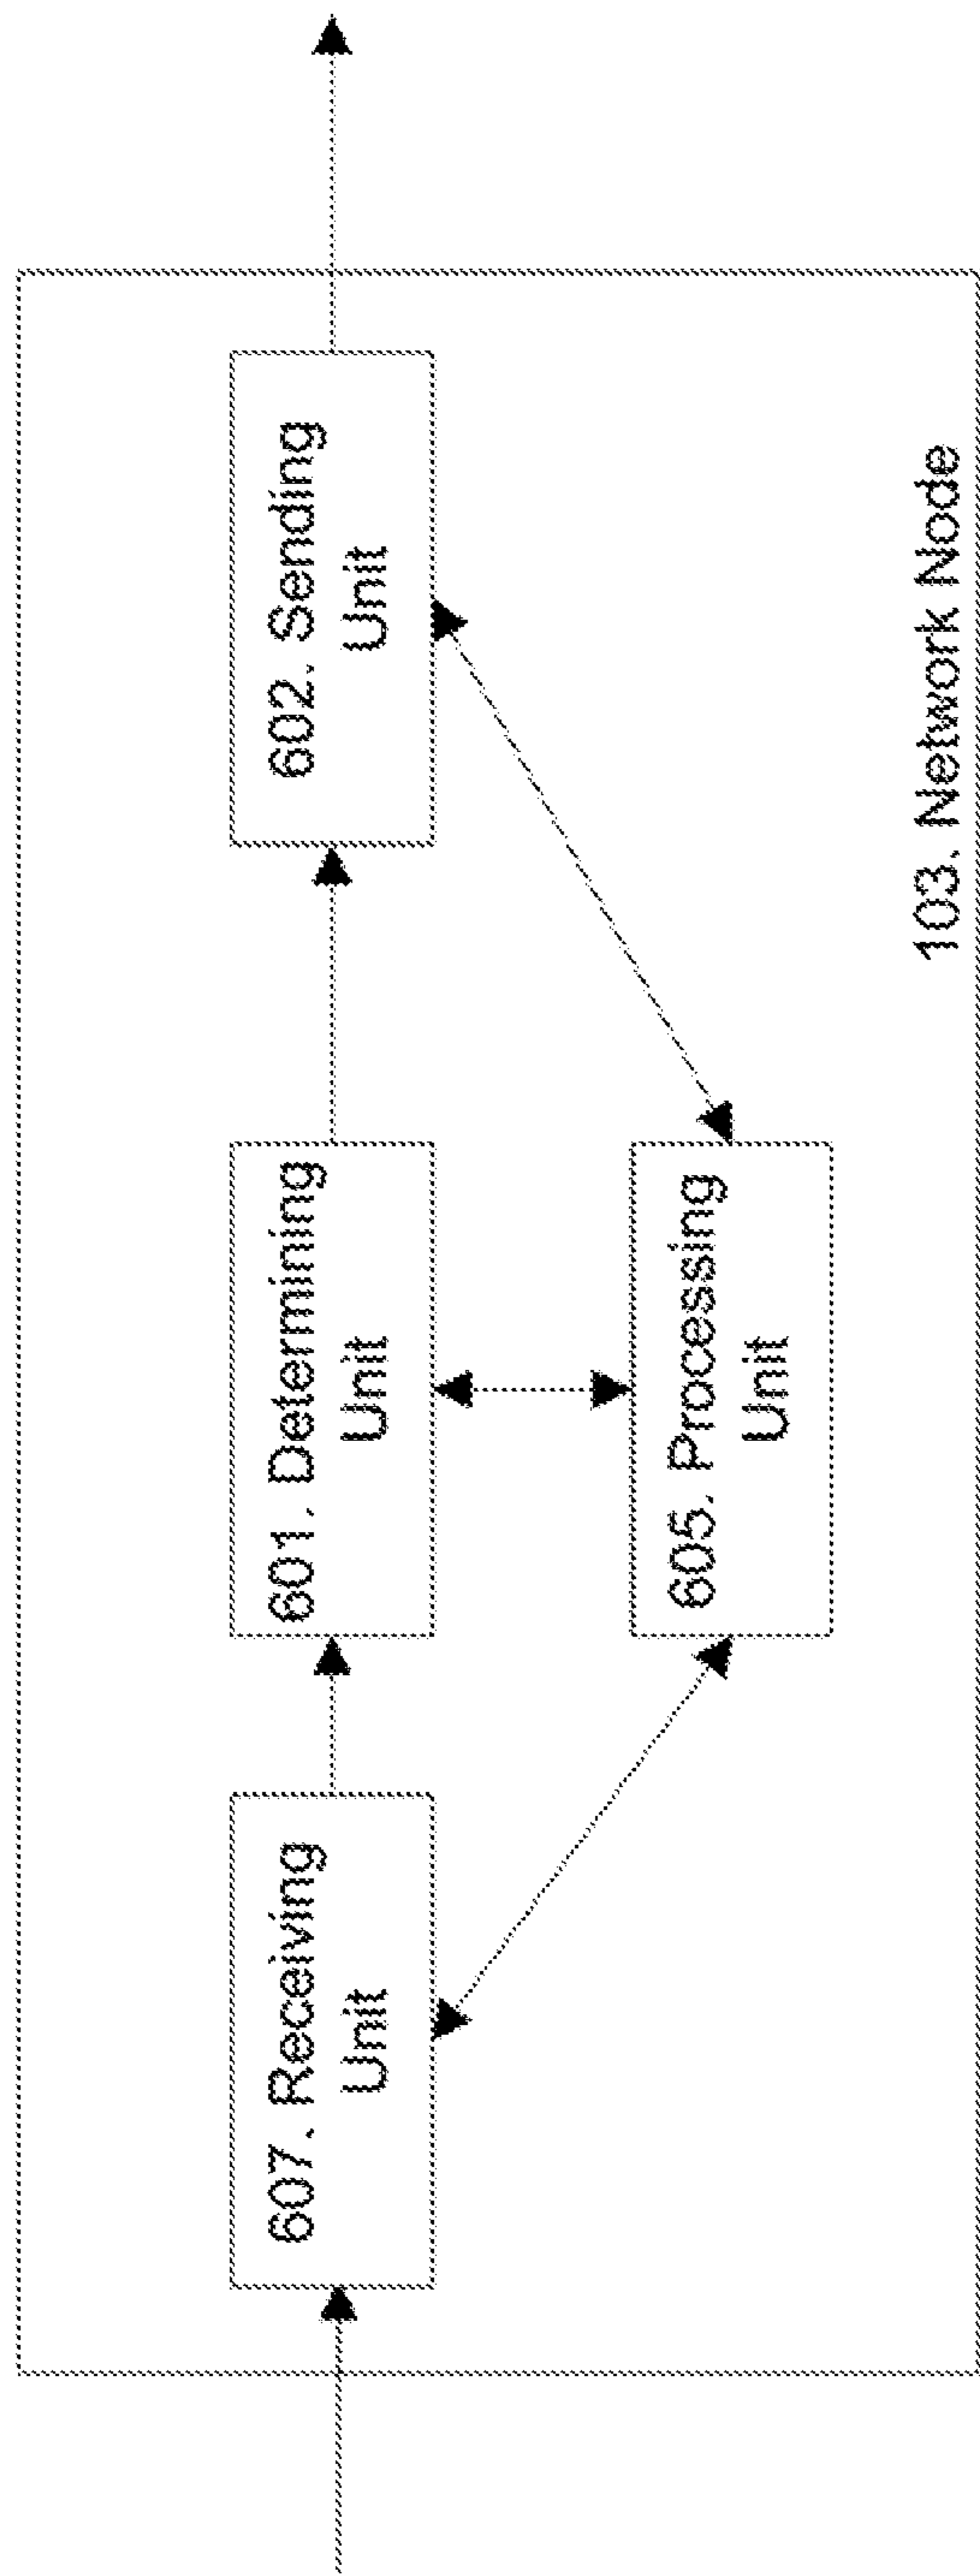 607. Receiving
Unit
601. Determining
Unit
602. Sending
Unit
605. Processing
Unit
103. Network Node